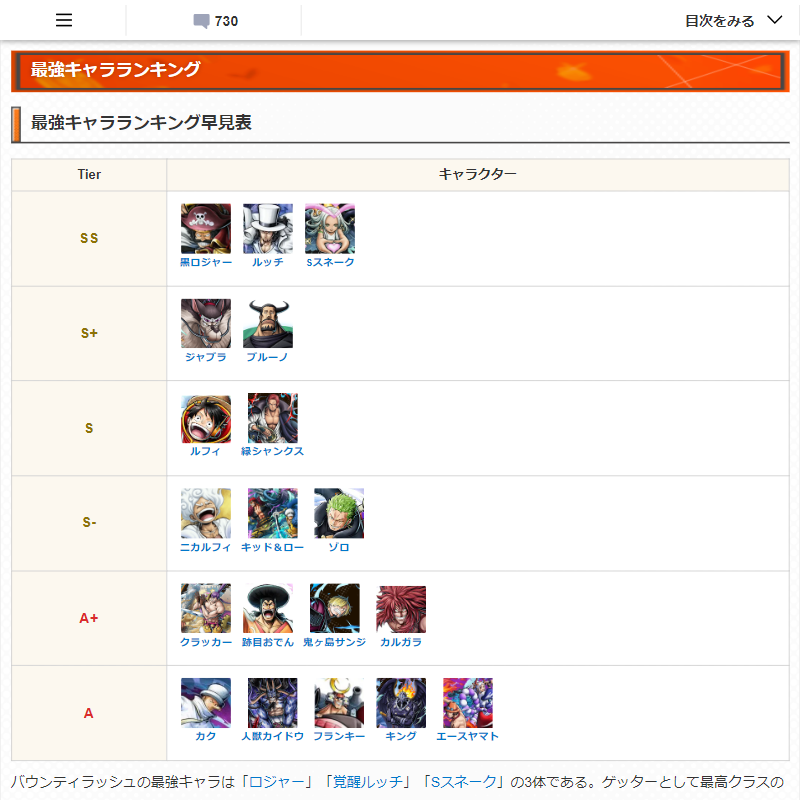 730
目次をみる
最強キャラランキング
最強キャラランキング早見表
Tier
キャラクター
SS
黒ロジャー
ルッチ
Sスネーク
S+
ジャブラ
ブルーノ
S
ルフィ
緑シャンクス
S-
ニカルフィ
キッド＆ロー
ゾロ
A+
クラッカー
跡目おでん
鬼ヶ島サンジ
カルガラ
A
カク
人獣カイドウ
フランキー
キング
エースヤマト
バウンティラッシュの最強キャラは「ロジャー」「覚醒ルッチ」「Sスネーク」の3体である。ゲッターとして最高クラスの